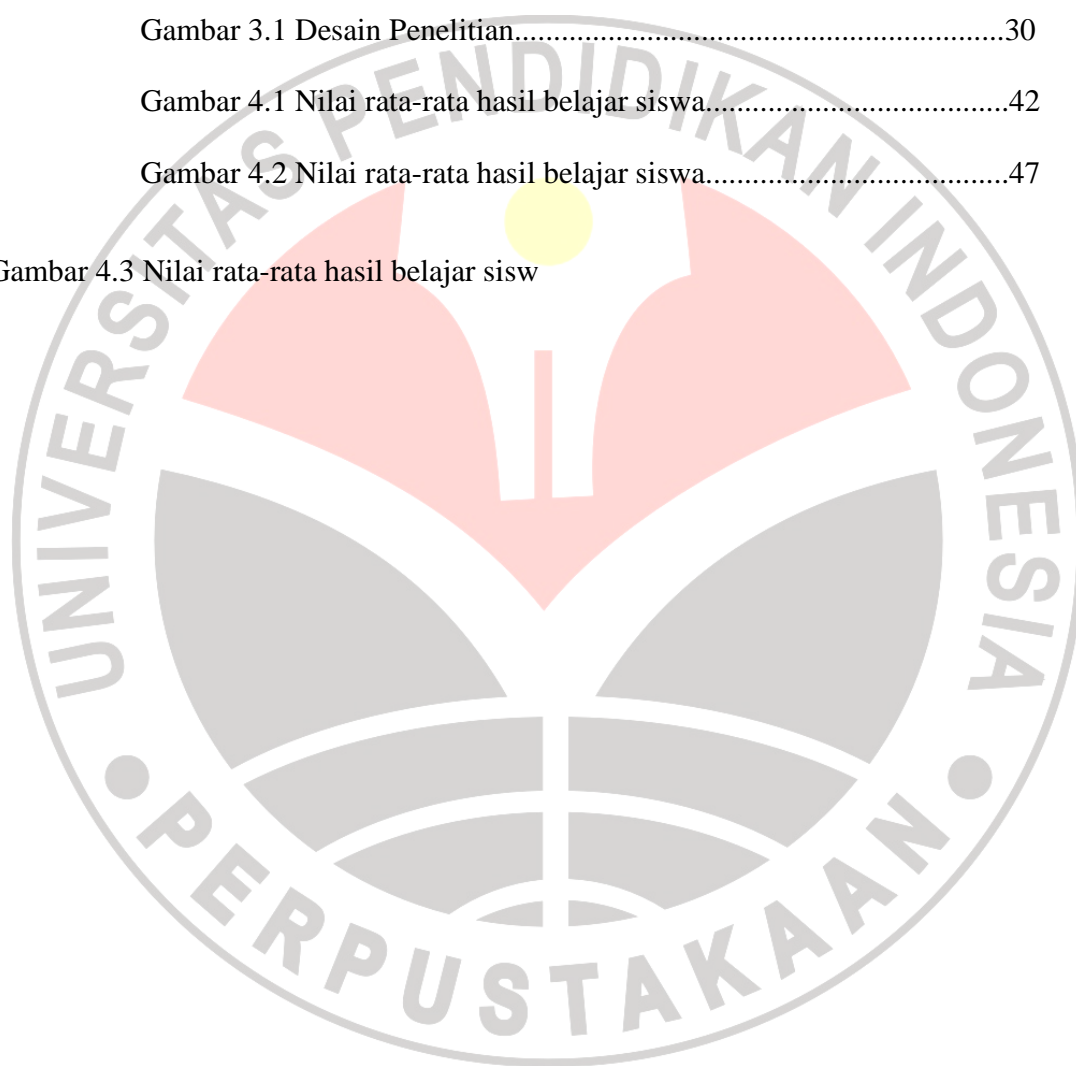 Gambar 3.1 Desain Penelitian...............................................................30
Gambar 4.1 Nilai rata-rata hasil belajar siswa.......................................42
Gambar 4.2 Nilai rata-rata hasil belajar siswa.......................................47
Gambar 4.3 Nilai rata-rata hasil belajar sisw
UNIVERSITAS PENDIDIKAN INDONESIA
PERPUSTAKAAN